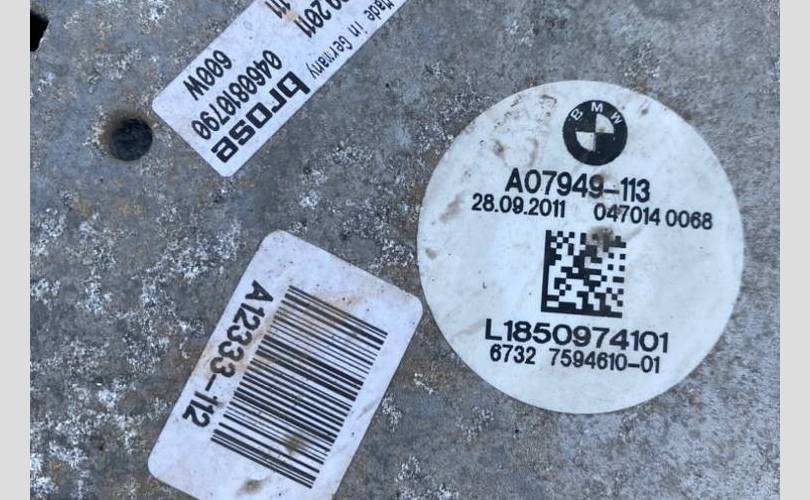 Made in Germany
.2011
brose
0460810790
600W
BMW
A07949-113
28.09.2011 047014 0068
L1850974101
6732 7594610-01
A12333-112